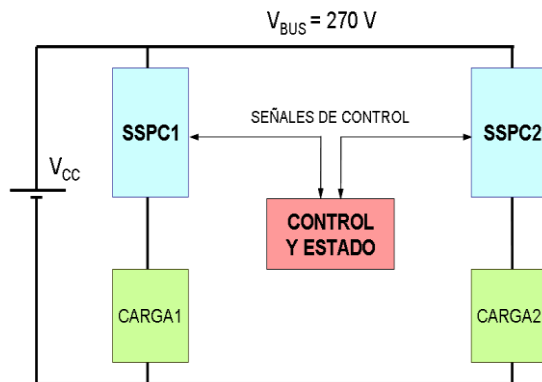 V_BUS = 270 V
SSPC1
SEÑALES DE CONTROL
SSPC2
V_CC
CONTROL
Y ESTADO
CARGA1
CARGA2